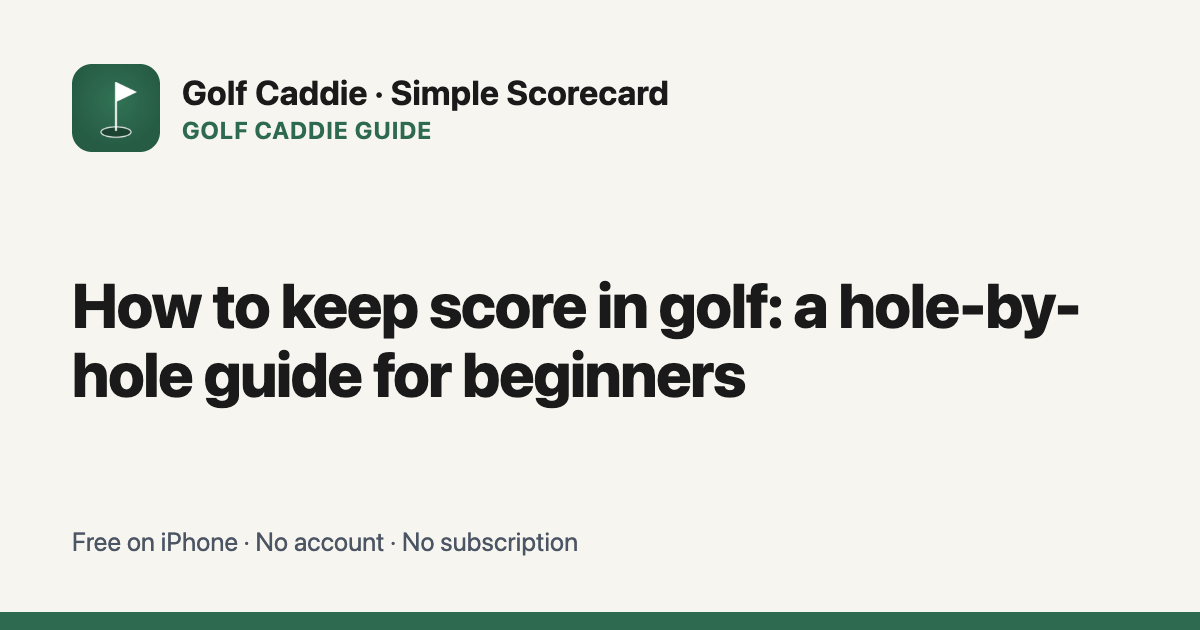 Golf Caddie · Simple Scorecard
GOLF CADDIE GUIDE
How to keep score in golf: a hole-by-
hole guide for beginners
Free on iPhone · No account · No subscription